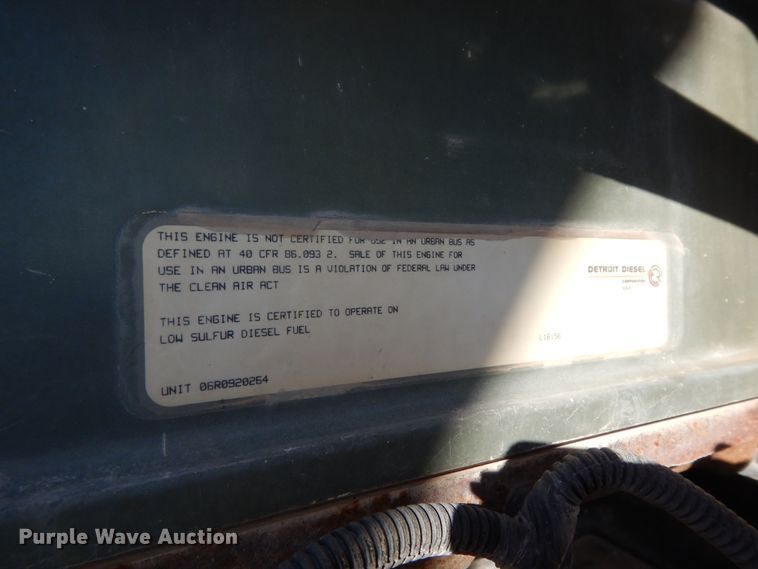 THIS ENGINE IS NOT CERTIFIED FOR USE IN AN URBAN BUS AS
DEFINED AT 40 CFR 86.093 2. SALE OF THIS ENGINE FOR
USE IN AN URBAN BUS IS A VIOLATION OF FEDERAL LAW UNDER
THE CLEAN AIR ACT
DETROIT DIESEL
CORPORATION
THIS ENGINE IS CERTIFIED TO OPERATE ON
LOW SULFUR DIESEL FUEL
L16156
UNIT 06R0920264
Purple Wave Auction